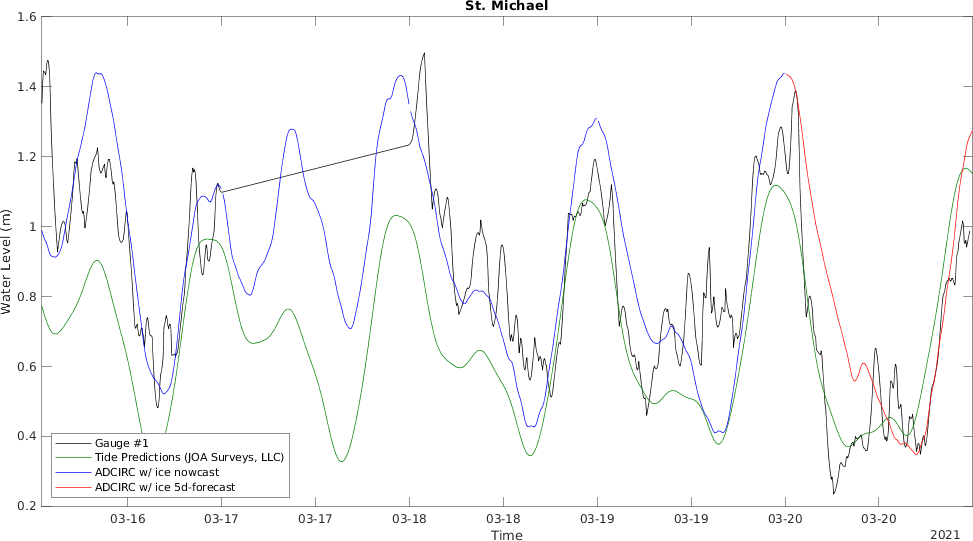 St. Michael
1.6
1.4
1.2
1
0.8
0.6
0.4
0.2
Water Level (m)
Gauge #1
Tide Predictions (JOA Surveys, LLC)
ADCIRC w/ ice nowcast
ADCIRC w/ ice 5d-forecast
03-16 03-17 03-17 03-18 03-18 03-19 03-19 03-20 03-20
Time
2021